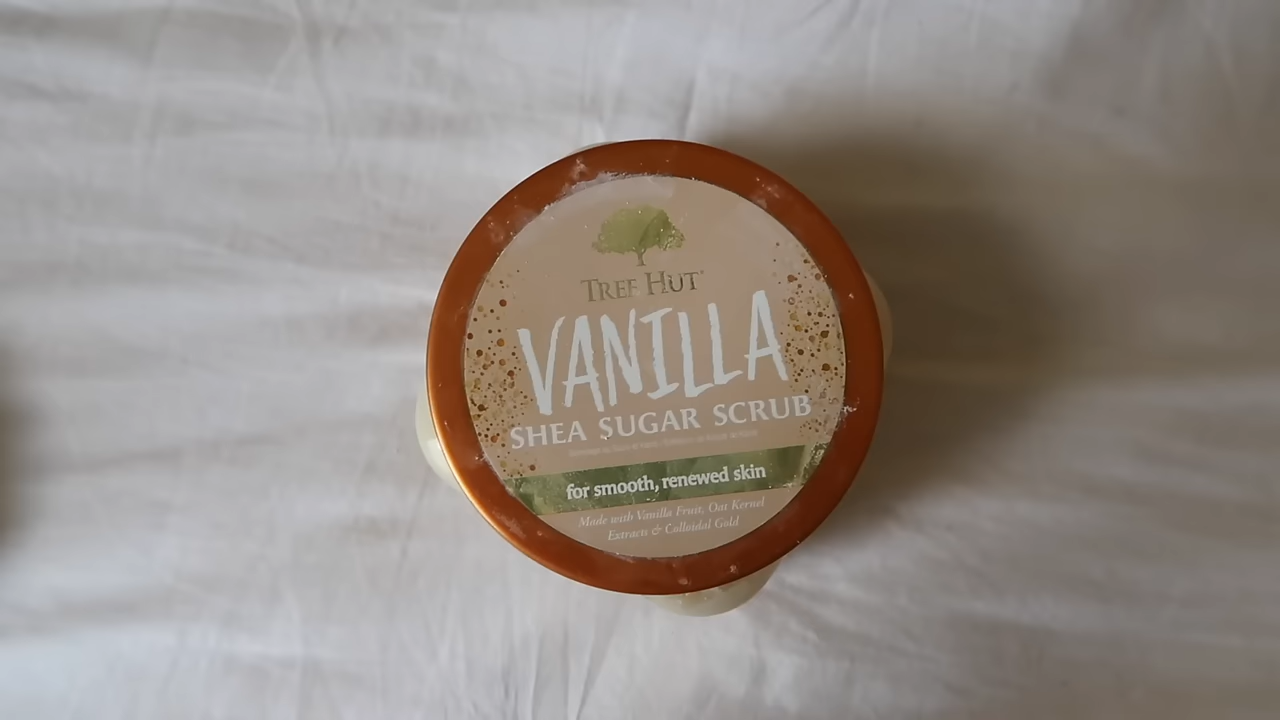 TREE HUT®
VANILLA
SHEA SUGAR SCRUB
for smooth, renewed skin
Made with Vanilla Fruit, Oat Kernel
Extracts & Colloidal Gold